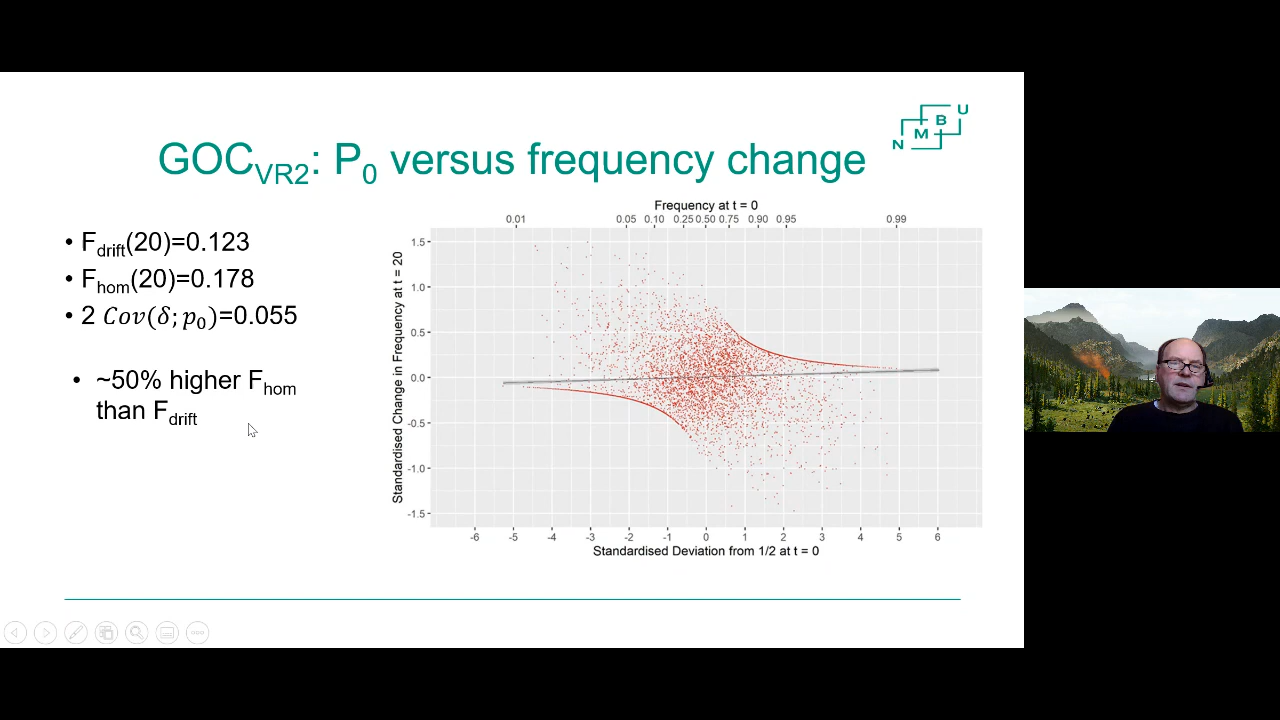 N M B U
GOC_VR2: P_0 versus frequency change
• F_drift(20)=0.123
• F_hom(20)=0.178
• 2 Cov(δ; p_0)=0.055
• ~50% higher F_hom
than F_drift
Frequency at t = 0
0.01 0.05 0.10 0.25 0.50 0.75 0.90 0.95 0.99
Standardised Change in Frequency at t = 20
1.5
1.0
0.5
0.0
-0.5
-1.0
-1.5
-6 -5 -4 -3 -2 -1 0 1 2 3 4 5 6
Standardised Deviation from 1/2 at t = 0